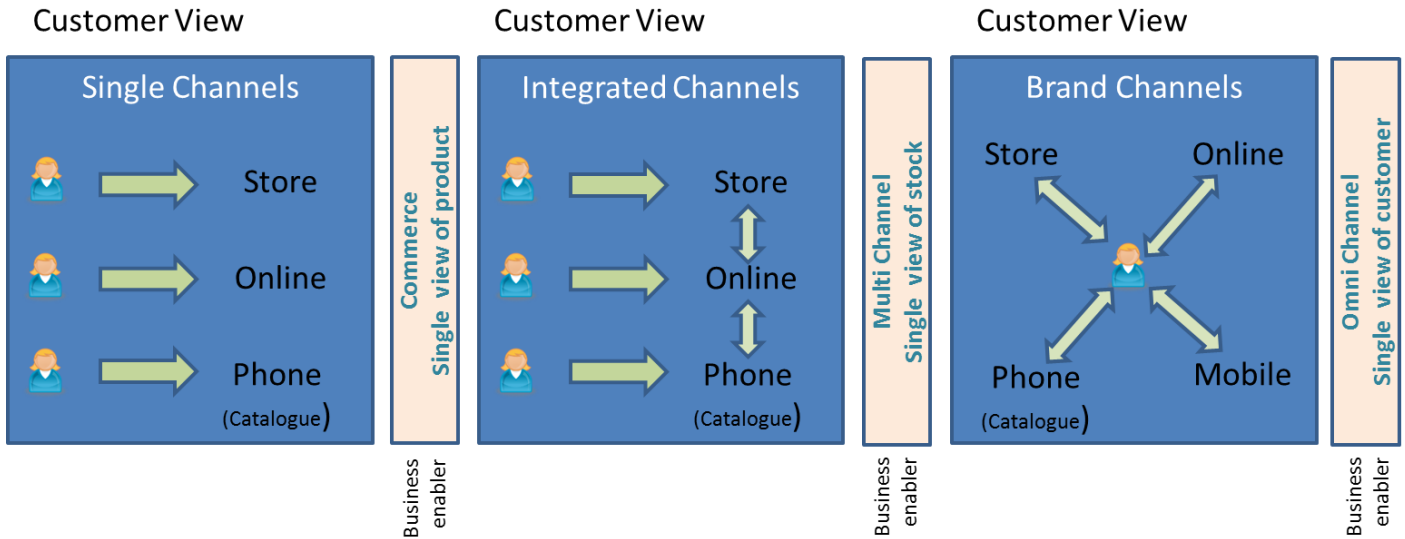 Customer View
Single Channels
Store
Online
Phone
(Catalogue)
Commerce
Single view of product
Business
enabler
Customer View
Integrated Channels
Store
Online
Phone
(Catalogue)
Multi Channel
Single view of stock
Business
enabler
Customer View
Brand Channels
Store
Online
Phone
(Catalogue)
Mobile
Omni Channel
Single view of customer
Business
enabler